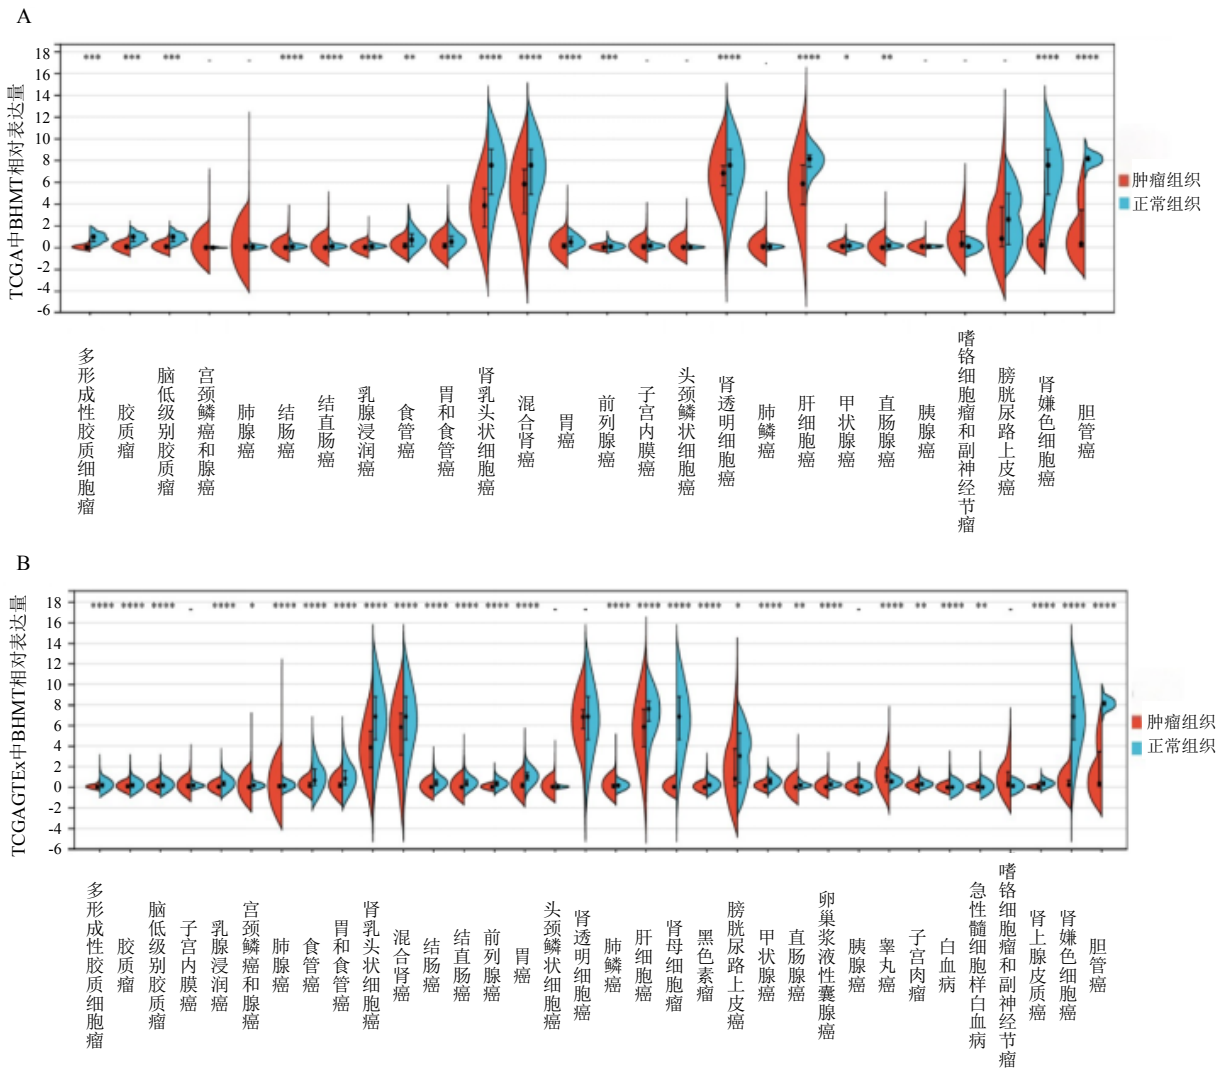 A
TCGA中BHMT相对表达量
18
16
14
12
10
8
6
4
2
0
-2
-4
-6
*** *** *** - - **** **** **** ** **** **** **** **** *** - - **** - **** * ** - - - **** ****
肿瘤组织
正常组织
多形成性胶质细胞瘤
胶质瘤
脑低级别胶质瘤
宫颈鳞癌和腺癌
肺腺癌
结肠癌
结直肠癌
乳腺浸润癌
食管癌
胃和食管癌
肾乳头状细胞癌
混合肾癌
胃癌
前列腺癌
子宫内膜癌
头颈鳞状细胞癌
肾透明细胞癌
肺鳞癌
肝细胞癌
甲状腺癌
直肠腺癌
胰腺癌
嗜铬细胞瘤和副神经节瘤
膀胱尿路上皮癌
肾嫌色细胞癌
胆管癌
B
TCGAGTEx中BHMT相对表达量
18
16
14
12
10
8
6
4
2
0
-2
-4
-6
**** **** **** - **** * **** **** **** **** **** **** **** **** **** - - **** **** **** **** * **** ** **** - **** ** **** ** - **** **** ****
肿瘤组织
正常组织
多形成性胶质细胞瘤
胶质瘤
脑低级别胶质瘤
子宫内膜癌
乳腺浸润癌
宫颈鳞癌和腺癌
肺腺癌
食管癌
胃和食管癌
肾乳头状细胞癌
混合肾癌
结肠癌
结直肠癌
前列腺癌
胃癌
头颈鳞状细胞癌
肾透明细胞癌
肺鳞癌
肝细胞癌
肾母细胞瘤
黑色素瘤
膀胱尿路上皮癌
甲状腺癌
直肠腺癌
卵巢浆液性囊腺癌
胰腺癌
睾丸癌
子宫肉瘤
白血病
急性髓细胞样白血病
嗜铬细胞瘤和副神经节瘤
肾上腺皮质癌
肾嫌色细胞癌
胆管癌